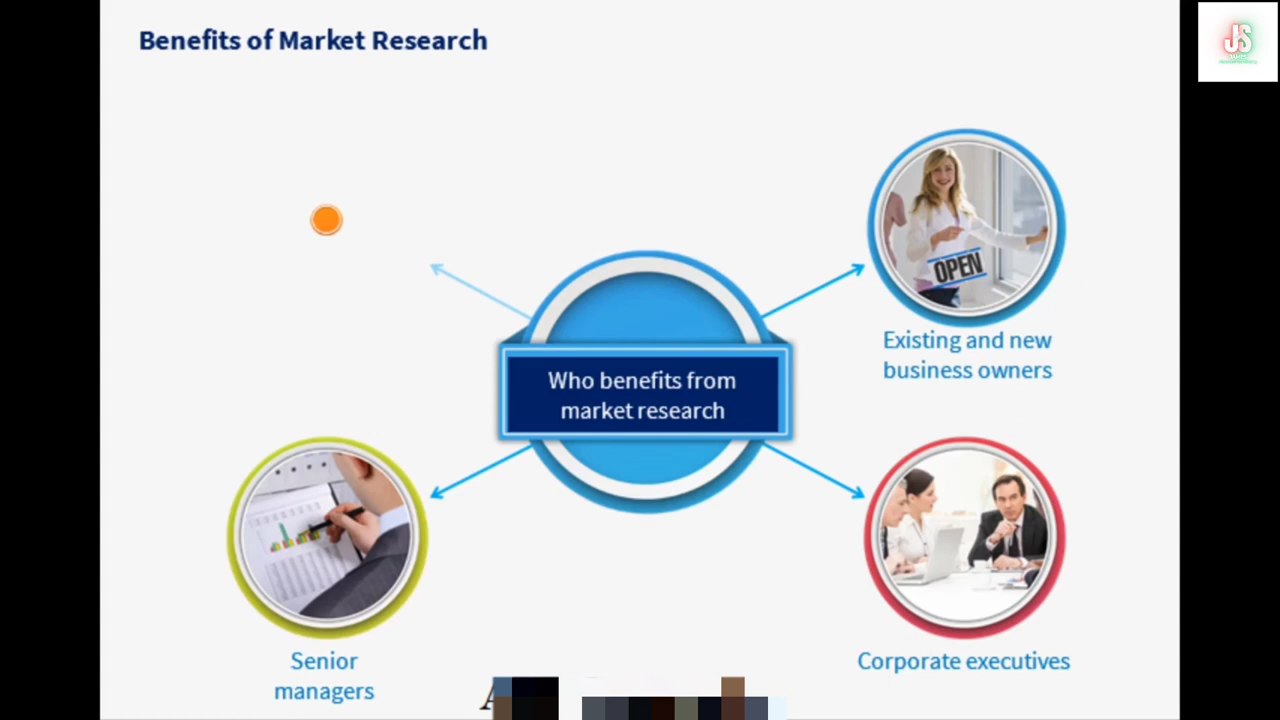 Benefits of Market Research
JS
OPEN
Existing and new
business owners
Who benefits from
market research
Senior
managers
Corporate executives